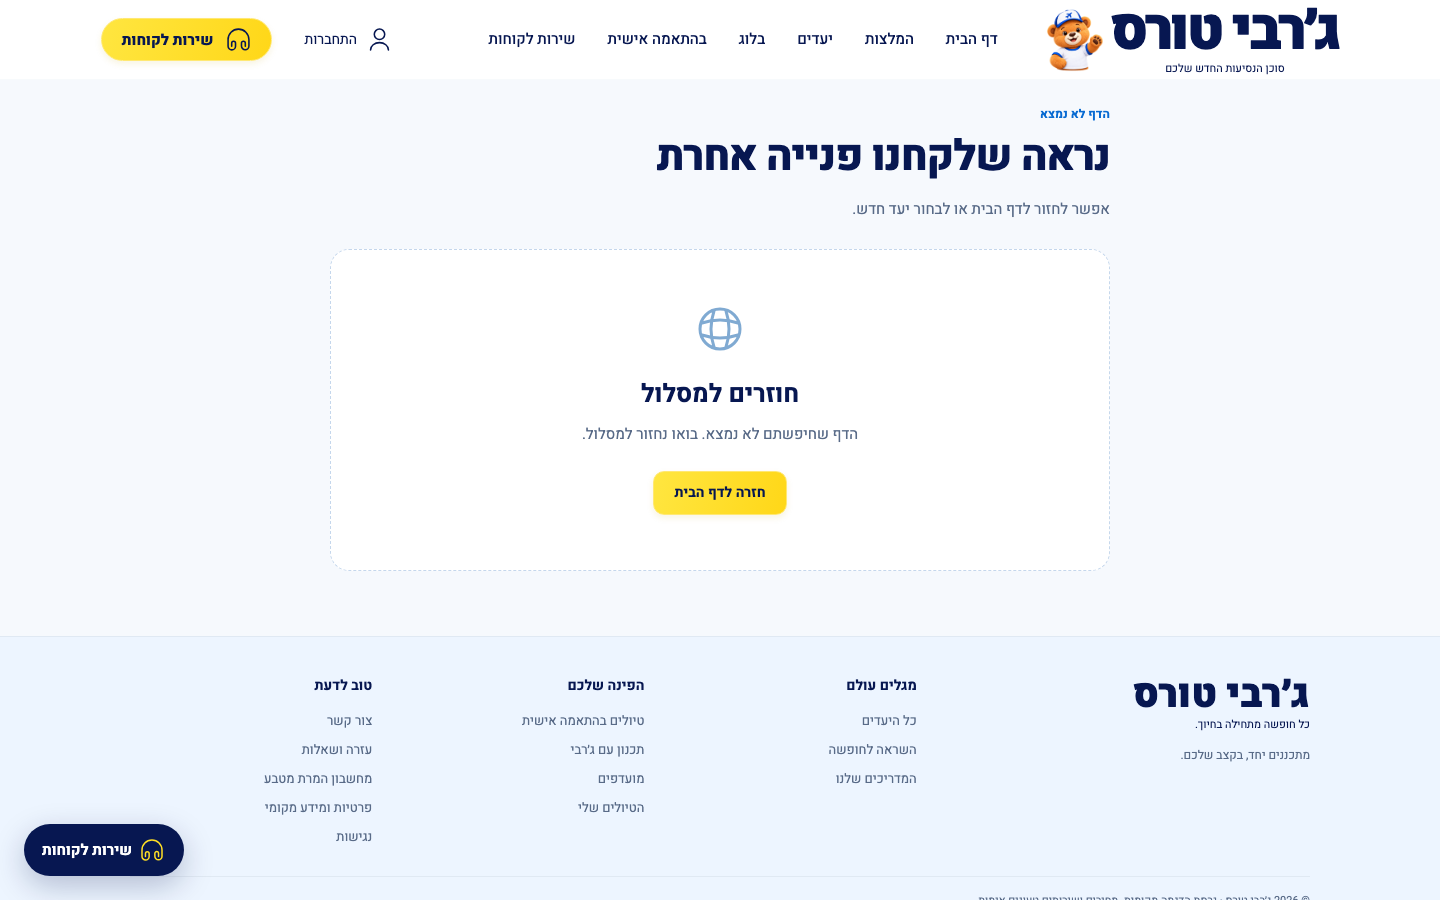 ג׳רבי טורס
סוכן הנסיעות החדש שלכם
דף הבית
המלצות
יעדים
בלוג
בהתאמה אישית
שירות לקוחות
התחברות
שירות לקוחות
הדף לא נמצא
נראה שלקחנו פנייה אחרת
אפשר לחזור לדף הבית או לבחור יעד חדש.
חוזרים למסלול
הדף שחיפשתם לא נמצא. בואו נחזור למסלול.
חזרה לדף הבית
ג׳רבי טורס
כל חופשה מתחילה בחיוך.
מתכננים יחד, בקצב שלכם.
מגלים עולם
כל היעדים
השראה לחופשה
המדריכים שלנו
הפינה שלכם
טיולים בהתאמה אישית
תכנון עם ג׳רבי
מועדפים
הטיולים שלי
טוב לדעת
צור קשר
עזרה ושאלות
מחשבון המרת מטבע
פרטיות ומידע מקומי
נגישות
שירות לקוחות
© 2026 ג׳רבי טורס